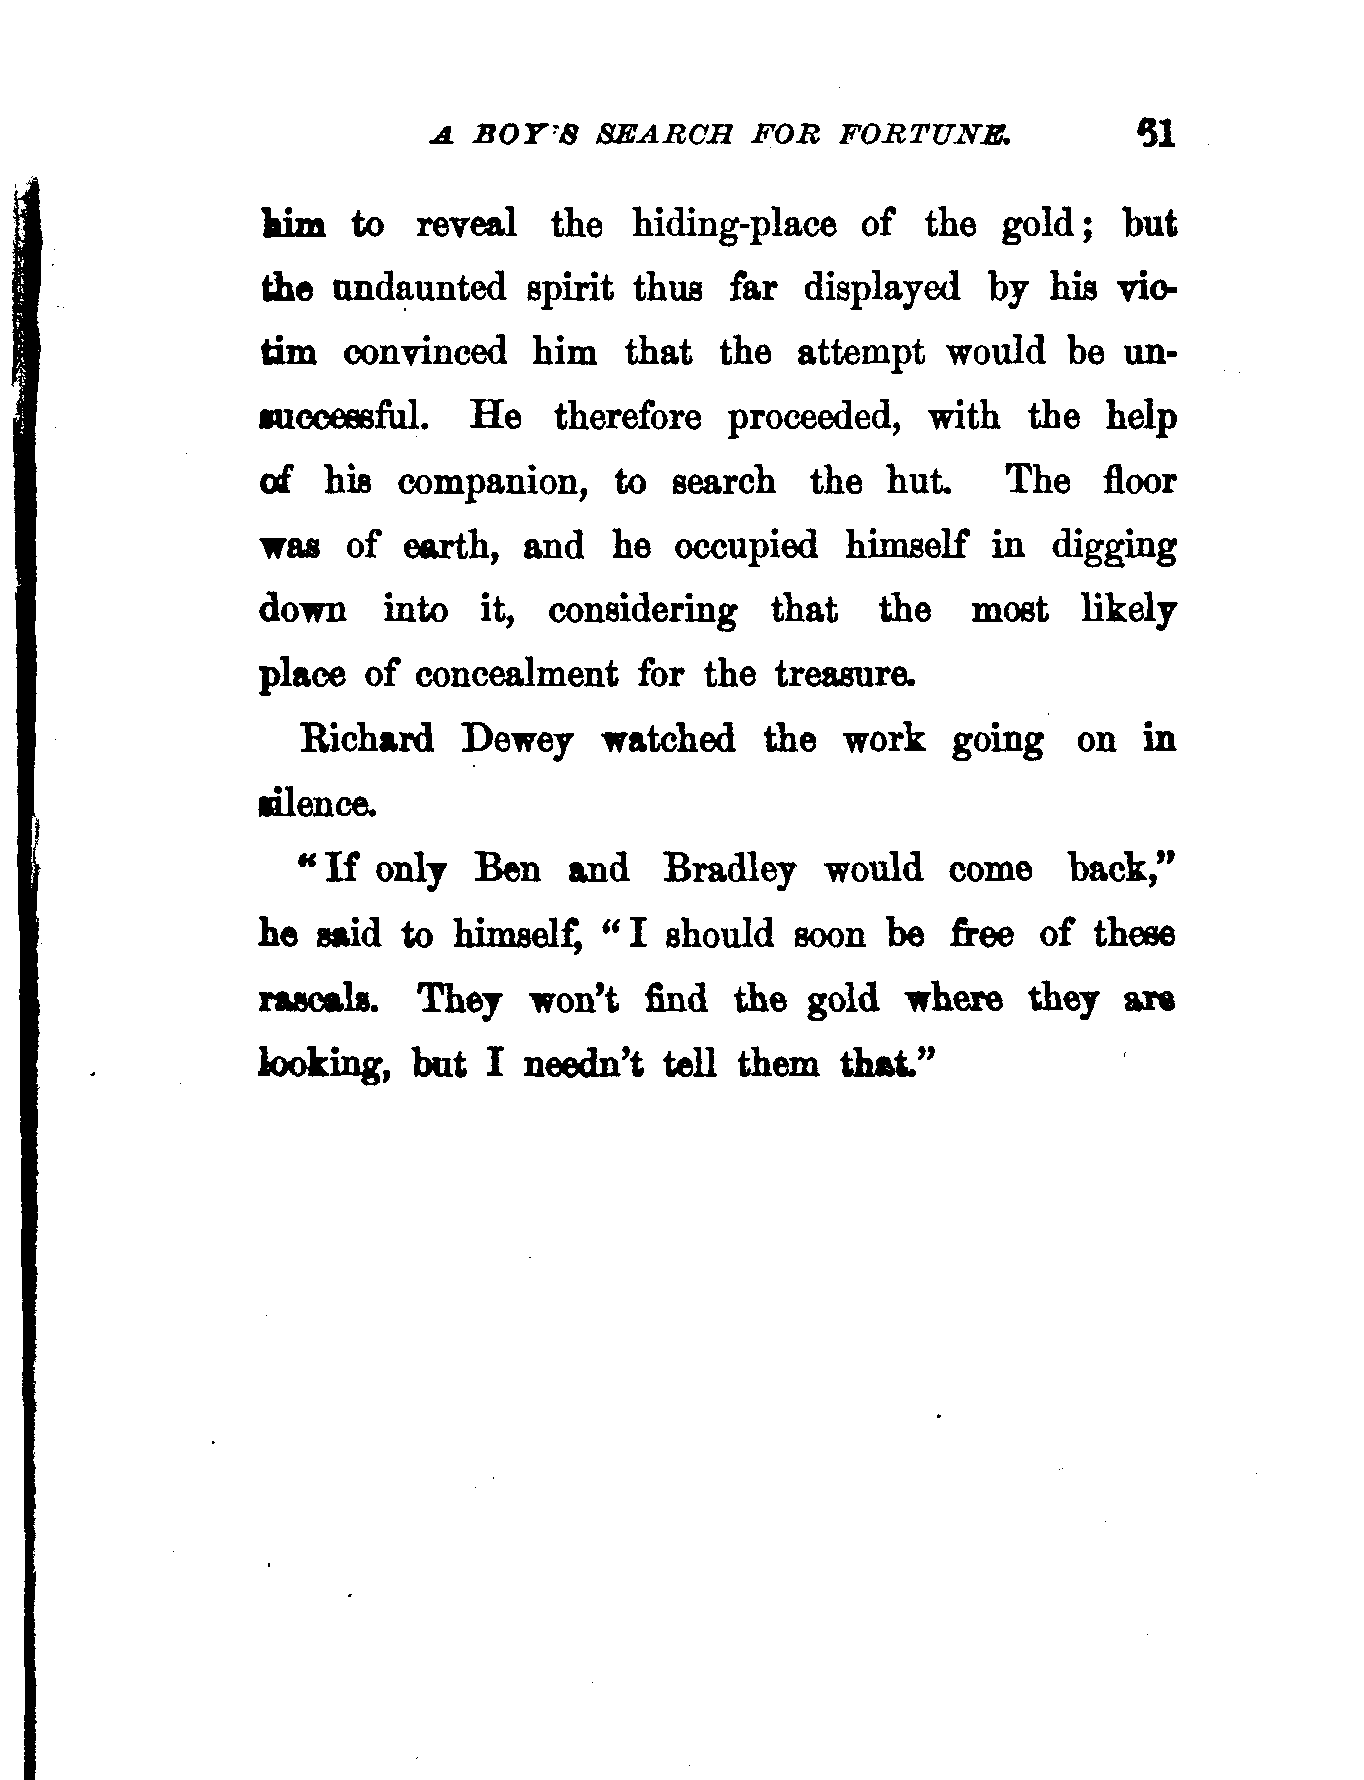 A BOY'S SEARCH FOR FORTUNE. 51
him to reveal the hiding-place of the gold; but
the undaunted spirit thus far displayed by his vic-
tim convinced him that the attempt would be un-
successful. He therefore proceeded, with the help
of his companion, to search the hut. The floor
was of earth, and he occupied himself in digging
down into it, considering that the most likely
place of concealment for the treasure.
Richard Dewey watched the work going on in
silence.
"If only Ben and Bradley would come back,"
he said to himself, "I should soon be free of these
rascals. They won't find the gold where they are
looking, but I needn't tell them that."